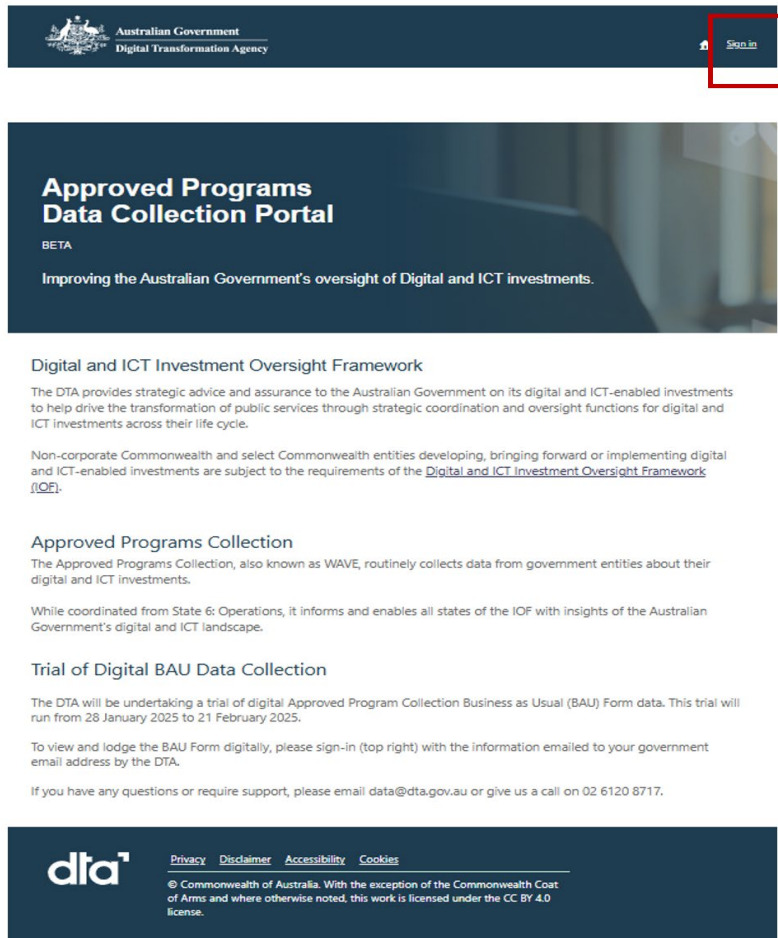 Australian Government
Digital Transformation Agency
Sign in
Approved Programs
Data Collection Portal
BETA
Improving the Australian Government's oversight of Digital and ICT investments.
Digital and ICT Investment Oversight Framework
The DTA provides strategic advice and assurance to the Australian Government on its digital and ICT-enabled investments
to help drive the transformation of public services through strategic coordination and oversight functions for digital and
ICT investments across their life cycle.
Non-corporate Commonwealth and select Commonwealth entities developing, bringing forward or implementing digital
and ICT-enabled investments are subject to the requirements of the Digital and ICT Investment Oversight Framework
(IOF).
Approved Programs Collection
The Approved Programs Collection, also known as WAVE, routinely collects data from government entities about their
digital and ICT investments.
While coordinated from State 6: Operations, it informs and enables all states of the IOF with insights of the Australian
Government's digital and ICT landscape.
Trial of Digital BAU Data Collection
The DTA will be undertaking a trial of digital Approved Program Collection Business as Usual (BAU) Form data. This trial will
run from 28 January 2025 to 21 February 2025.
To view and lodge the BAU Form digitally, please sign-in (top right) with the information emailed to your government
email address by the DTA.
If you have any questions or require support, please email data@dta.gov.au or give us a call on 02 6120 8717.
dta
Privacy Disclaimer Accessibility Cookies
© Commonwealth of Australia. With the exception of the Commonwealth Coat
of Arms and where otherwise noted, this work is licensed under the CC BY 4.0
license.